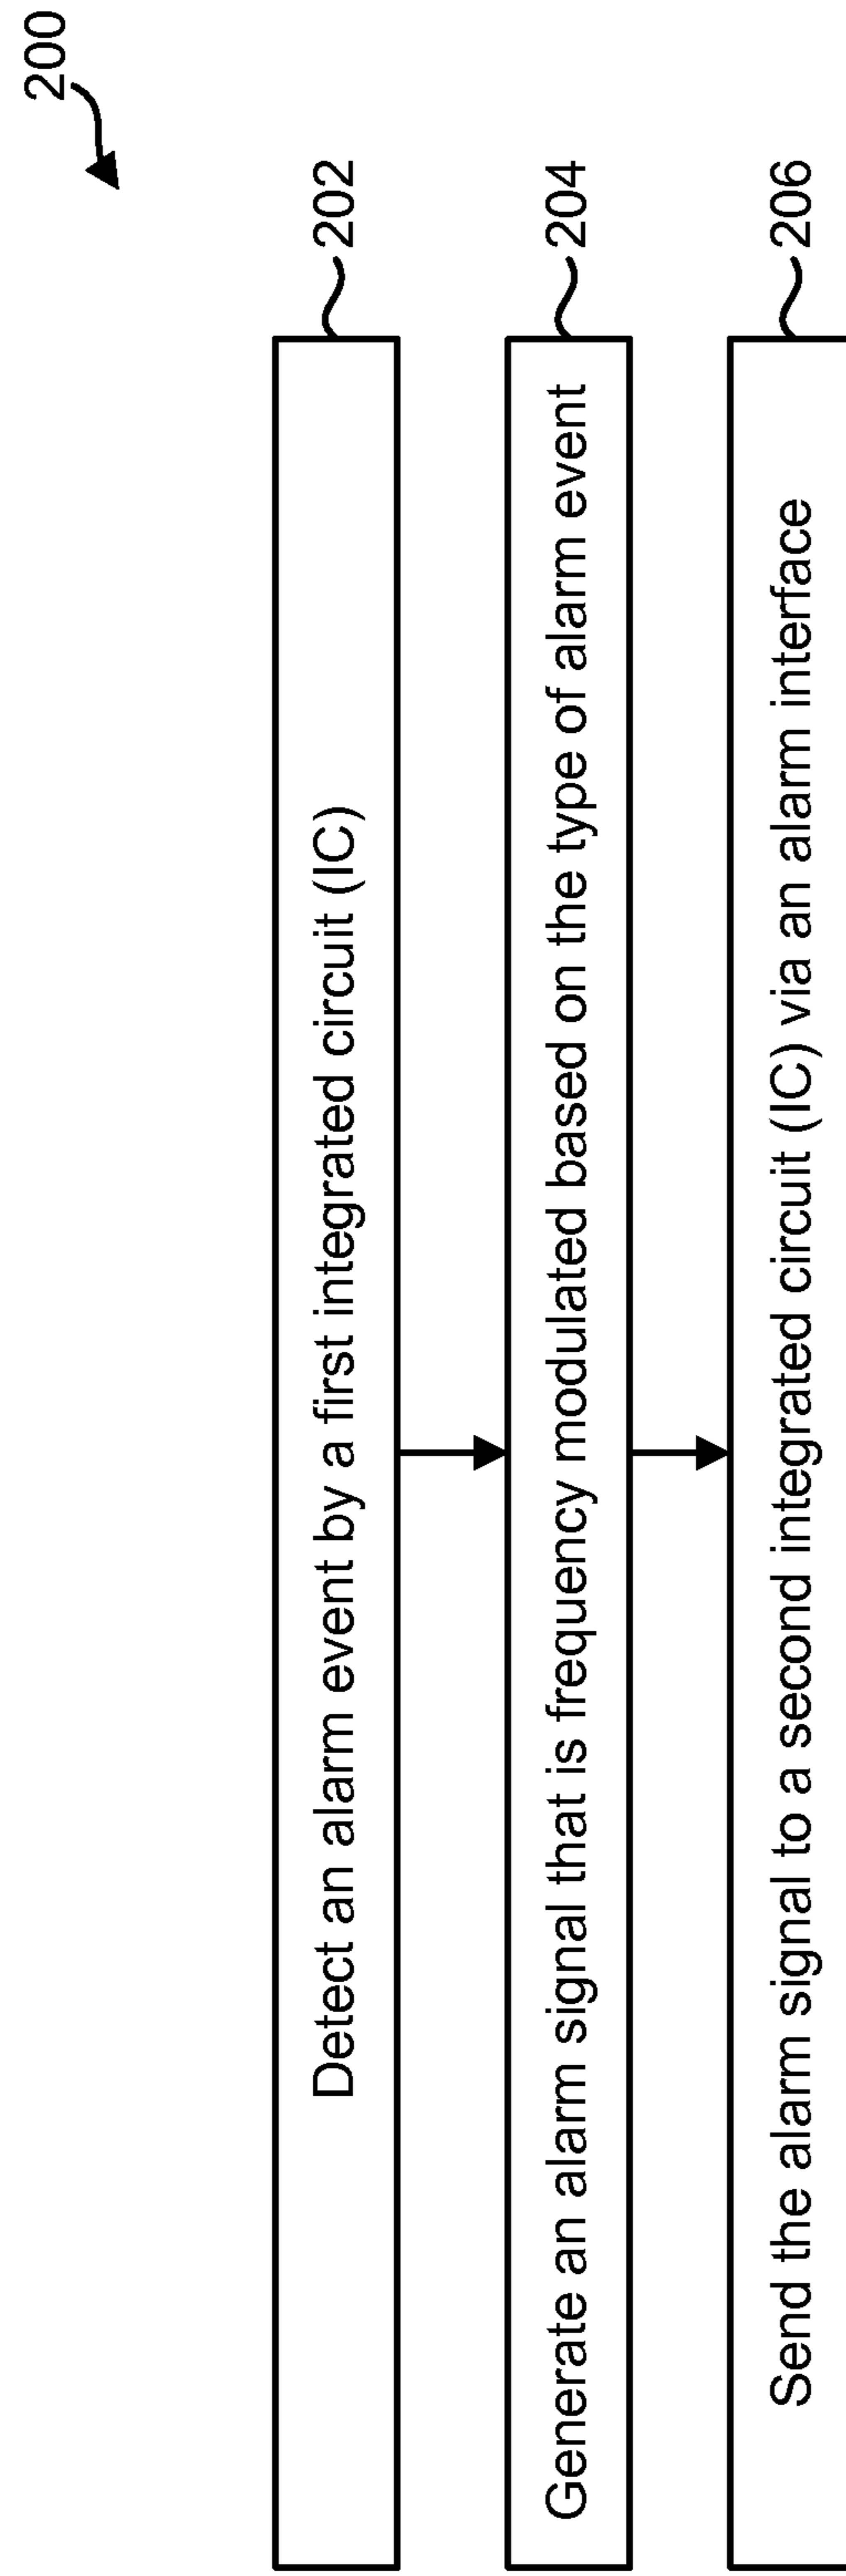 200
Detect an alarm event by a first integrated circuit (IC)
202
Generate an alarm signal that is frequency modulated based on the type of alarm event
204
Send the alarm signal to a second integrated circuit (IC) via an alarm interface
206